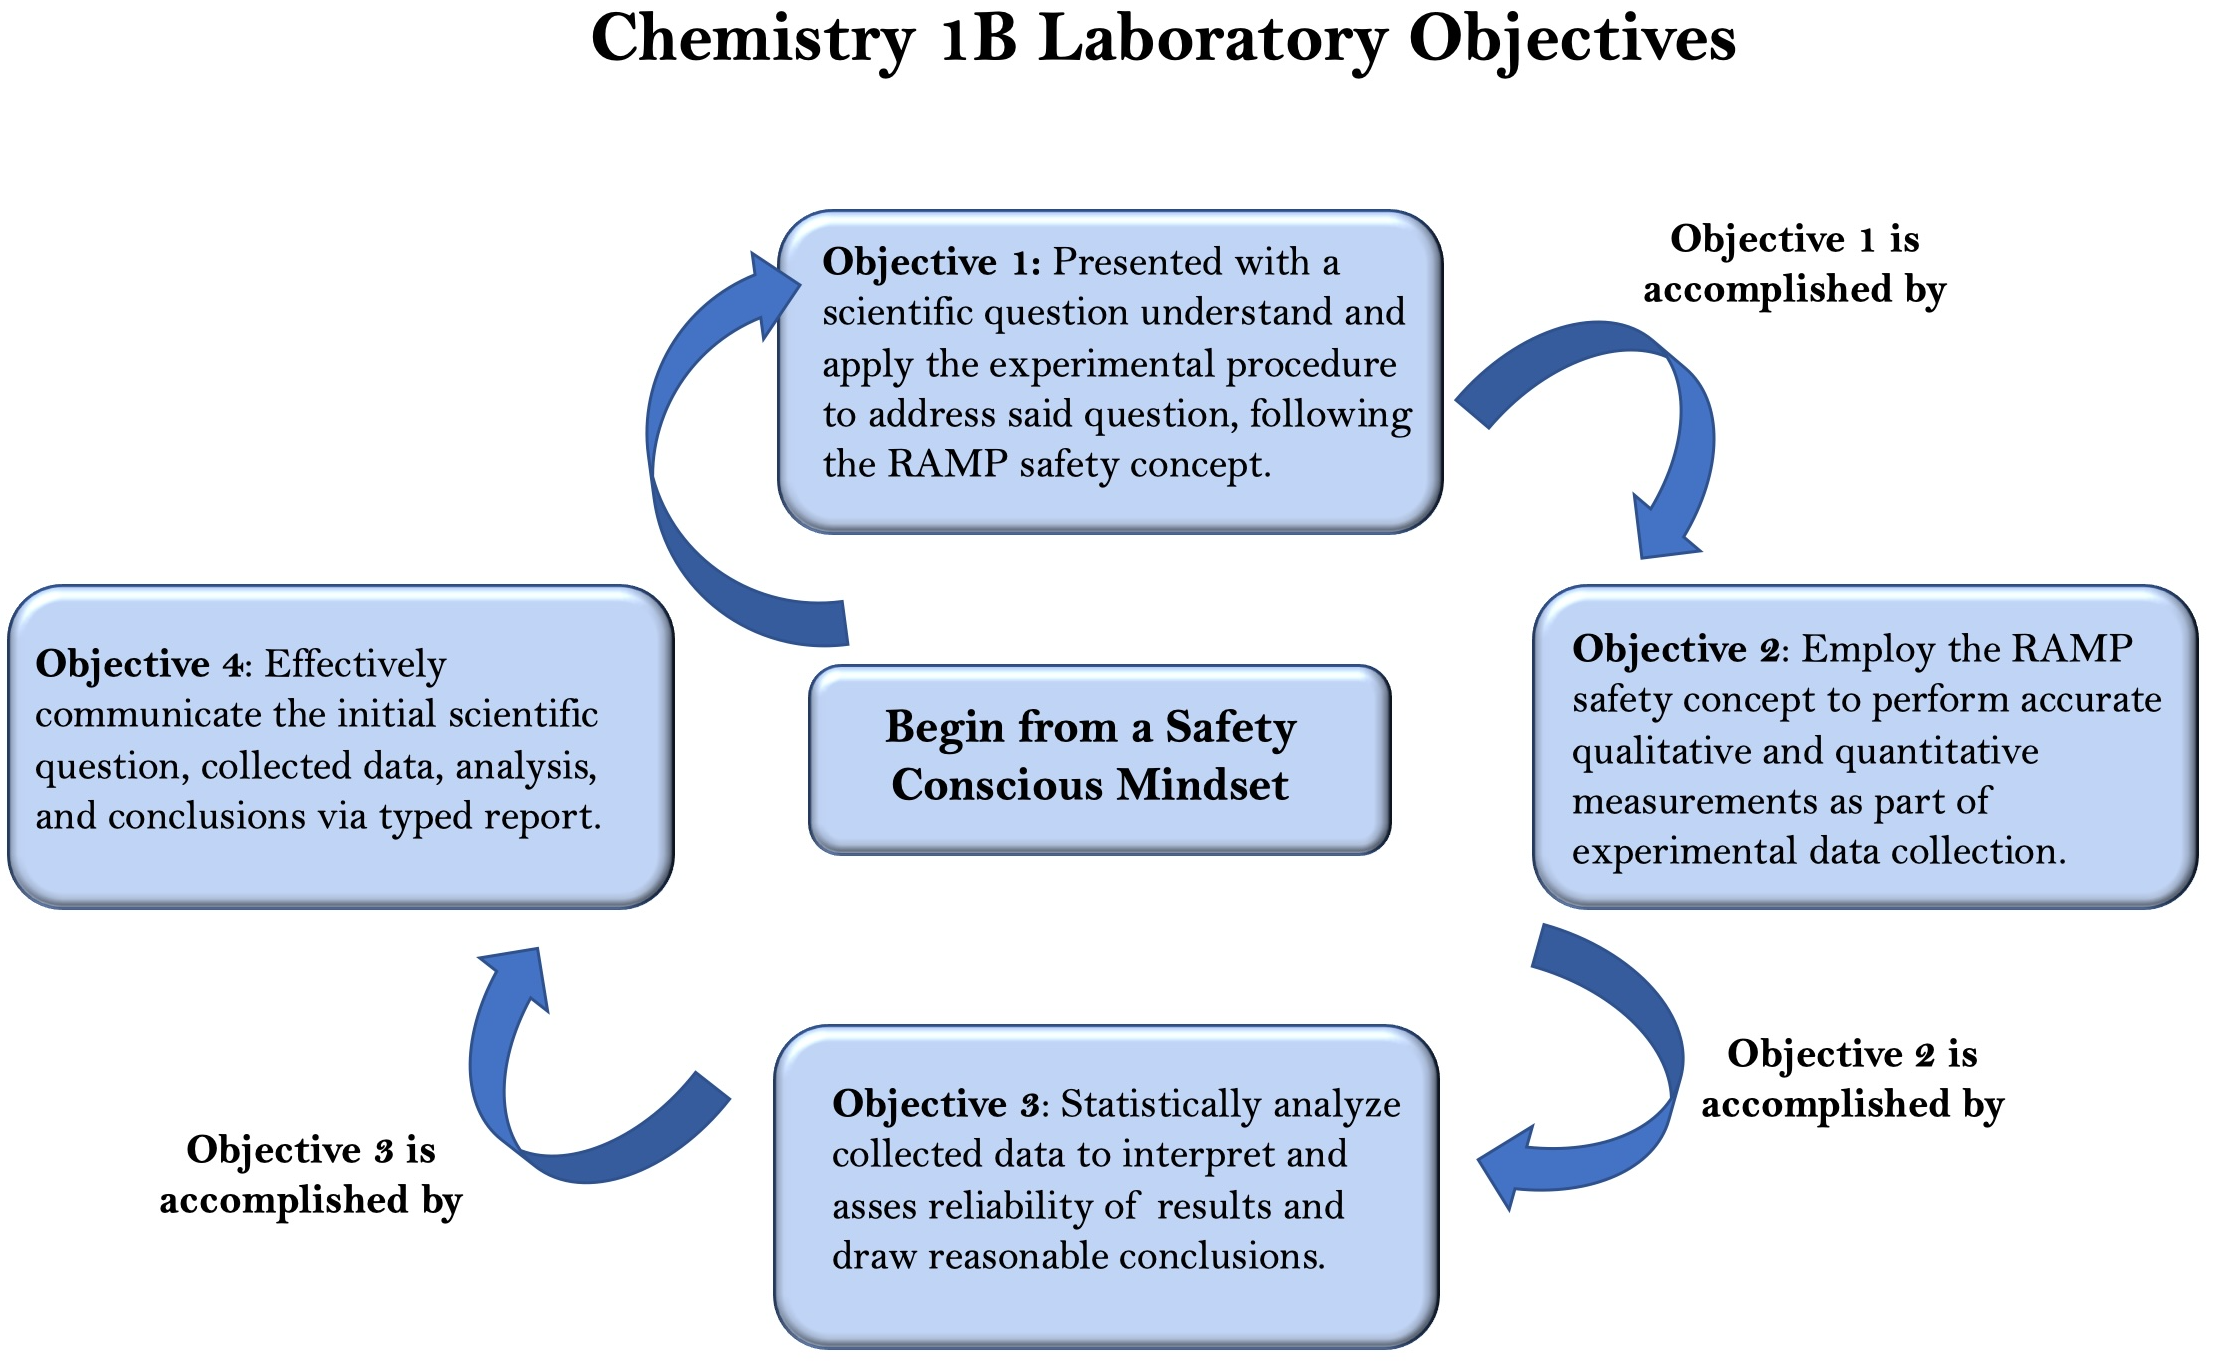 Chemistry 1B Laboratory Objectives
Objective 1: Presented with a
scientific question understand and
apply the experimental procedure
to address said question, following
the RAMP safety concept.
Objective 1 is
accomplished by
Objective 2: Employ the RAMP
safety concept to perform accurate
qualitative and quantitative
measurements as part of
experimental data collection.
Objective 2 is
accomplished by
Objective 3: Statistically analyze
collected data to interpret and
asses reliability of results and
draw reasonable conclusions.
Objective 3 is
accomplished by
Objective 4: Effectively
communicate the initial scientific
question, collected data, analysis,
and conclusions via typed report.
Begin from a Safety
Conscious Mindset